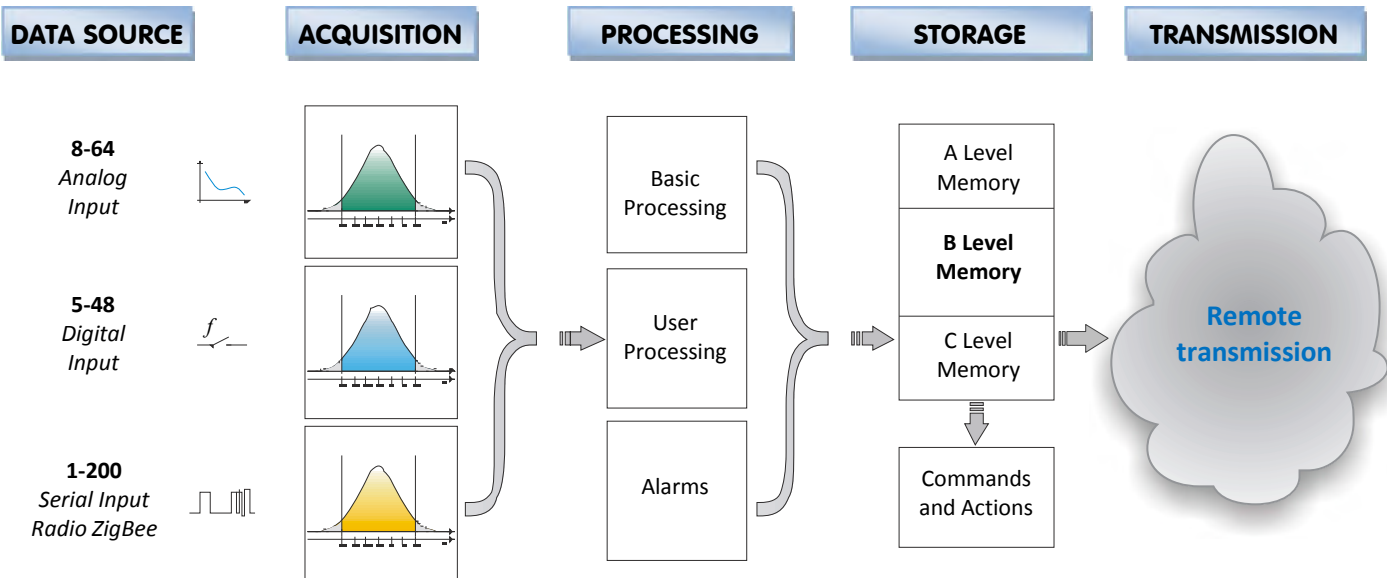 DATA SOURCE
ACQUISITION
PROCESSING
STORAGE
TRANSMISSION
8-64
Analog
Input
5-48
Digital
Input
f
1-200
Serial Input
Radio ZigBee
Basic
Processing
User
Processing
Alarms
A Level
Memory
B Level
Memory
C Level
Memory
Commands
and Actions
Remote
transmission